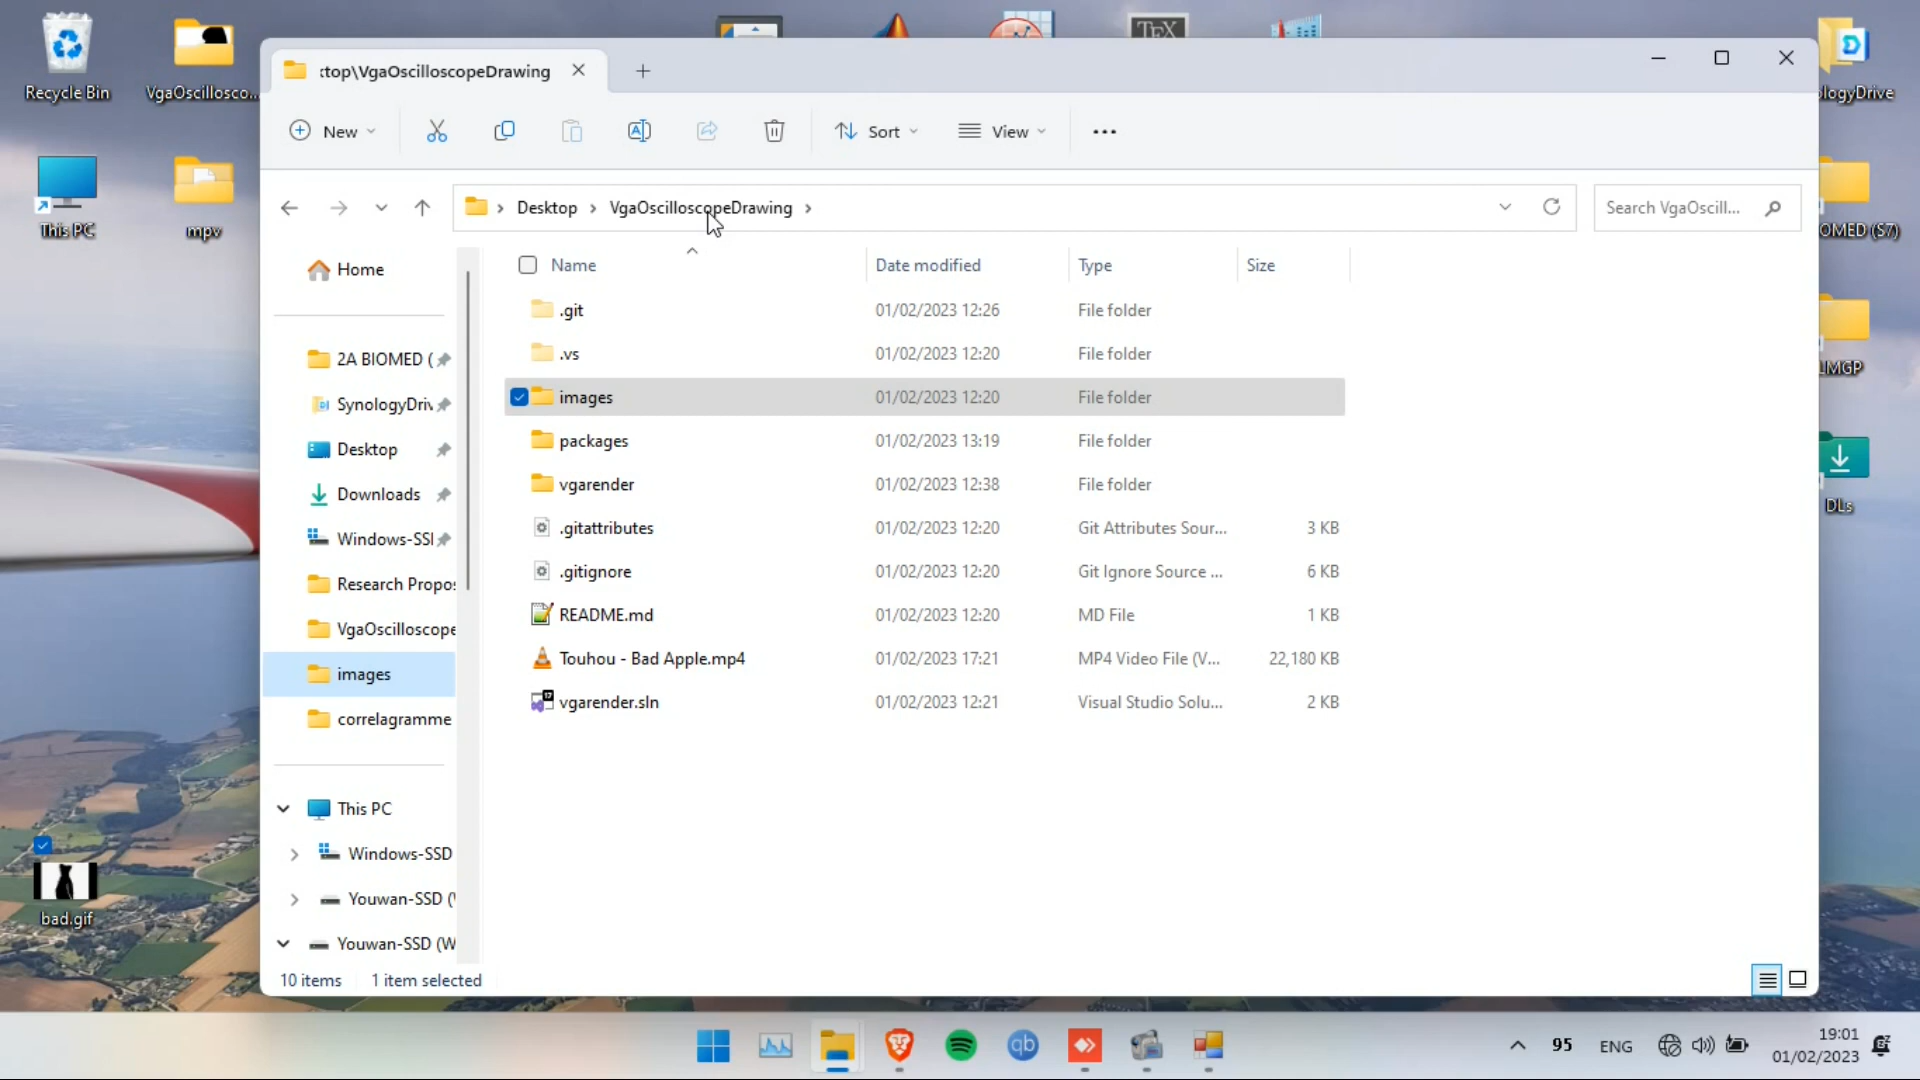 Recycle Bin
VgaOscillosco...
This PC
mpv
bad.gif
TEX
logyDrive
OMED (S7)
LMGP
DLs
:top\VgaOscilloscopeDrawing
New
Sort
View
Desktop
VgaOscilloscopeDrawing
Search VgaOscill...
Home
2A BIOMED (
SynologyDriv
Desktop
Downloads
Windows-SSI
Research Propo
VgaOscilloscope
images
correlagramme
This PC
Windows-SSD
Youwan-SSD (
Youwan-SSD (W
Name Date modified Type Size
.git 01/02/2023 12:26 File folder
.vs 01/02/2023 12:20 File folder
images 01/02/2023 12:20 File folder
packages 01/02/2023 13:19 File folder
vgarender 01/02/2023 12:38 File folder
.gitattributes 01/02/2023 12:20 Git Attributes Sour... 3 KB
.gitignore 01/02/2023 12:20 Git Ignore Source ... 6 KB
README.md 01/02/2023 12:20 MD File 1 KB
Touhou - Bad Apple.mp4 01/02/2023 17:21 MP4 Video File (V... 22,180 KB
vgarender.sln 01/02/2023 12:21 Visual Studio Solu... 2 KB
10 items 1 item selected
qb
95
ENG
19:01
01/02/2023